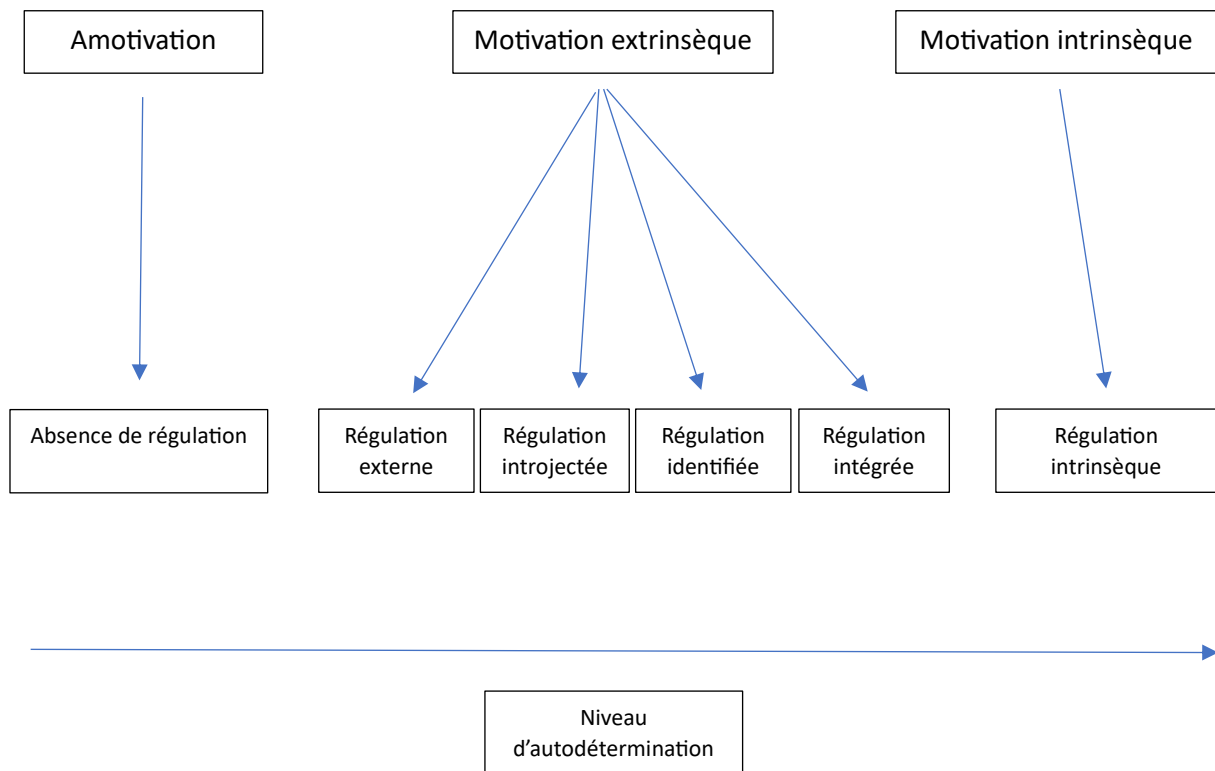 Amotivation
Motivation extrinsèque
Motivation intrinsèque
Absence de régulation
Régulation
externe
Régulation
introjectée
Régulation
identifiée
Régulation
intégrée
Régulation
intrinsèque
Niveau
d’autodétermination